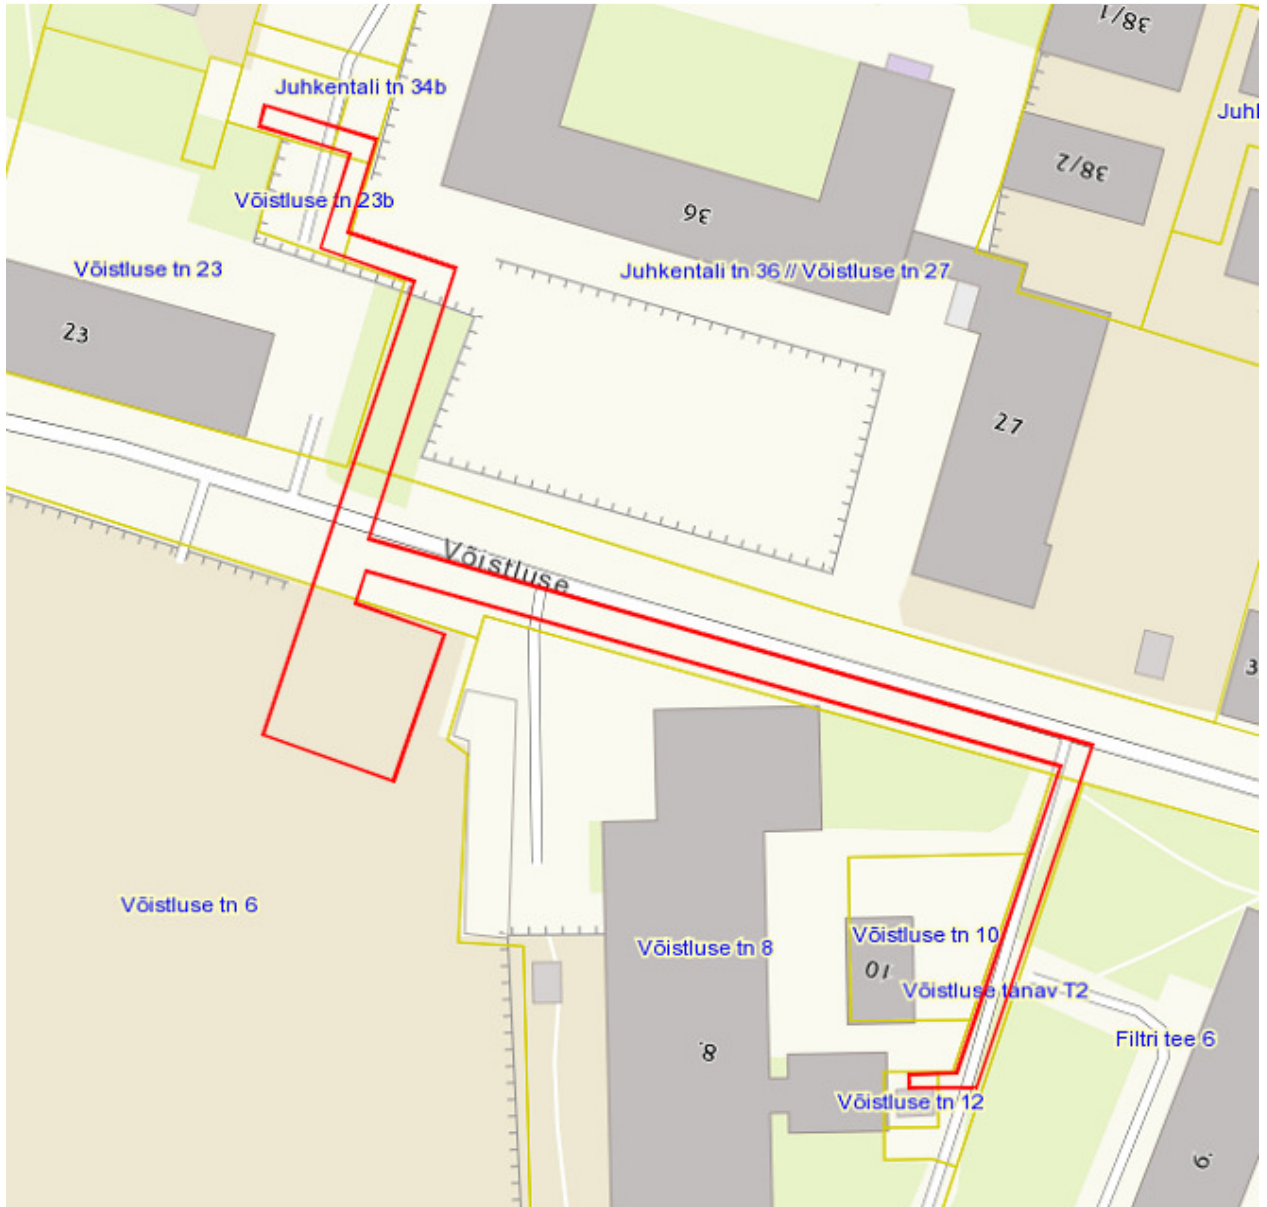 38/1
Juhkentali tn 34b
Juh
38/2
Võistluse tn 23b
36
Võistluse tn 23
Juhkentali tn 36 // Võistluse tn 27
23
27
Võistluse
3
Võistluse tn 6
Võistluse tn 10
Võistluse tn 8
10
Võistluse tänav T2
Filtri tee 6
8
Võistluse tn 12